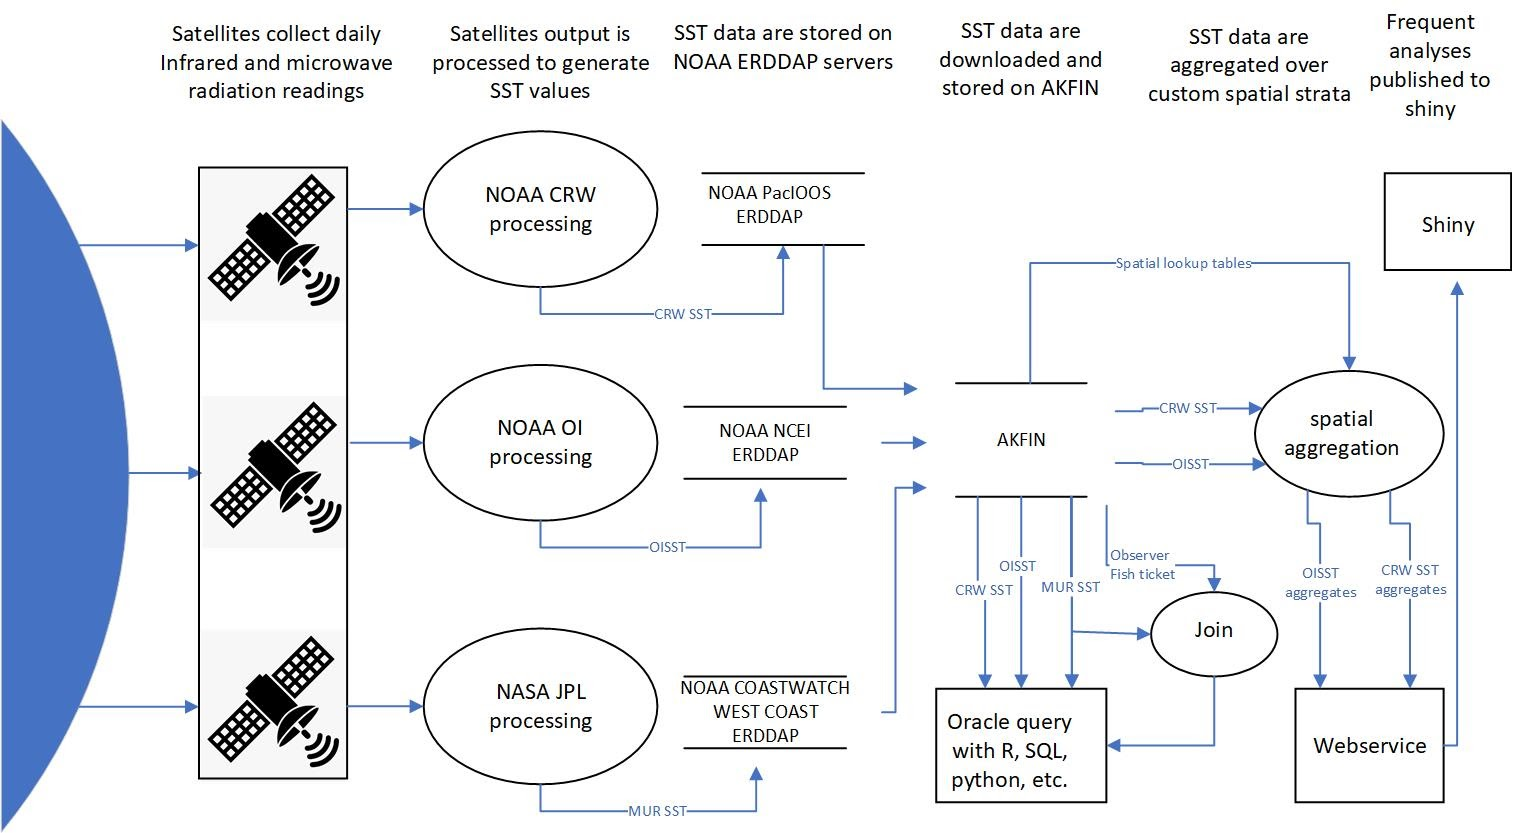 Satellites collect daily
Infrared and microwave
radiation readings
Satellites output is
processed to generate
SST values
SST data are stored on
NOAA ERDDAP servers
SST data are
downloaded and
stored on AKFIN
SST data are
aggregated over
custom spatial strata
Frequent
analyses
published to
shiny
NOAA CRW
processing
NOAA PacIOOS
ERDDAP
Shiny
Spatial lookup tables
CRW SST
NOAA OI
processing
NOAA NCEI
ERDDAP
AKFIN
CRW SST
OISST
spatial
aggregation
OISST
CRW SST
OISST
MUR SST
Observer
Fish ticket
OISST
aggregates
CRW SST
aggregates
Join
NASA JPL
processing
NOAA COASTWATCH
WEST COAST
ERDDAP
Oracle query
with R, SQL,
python, etc.
Webservice
MUR SST